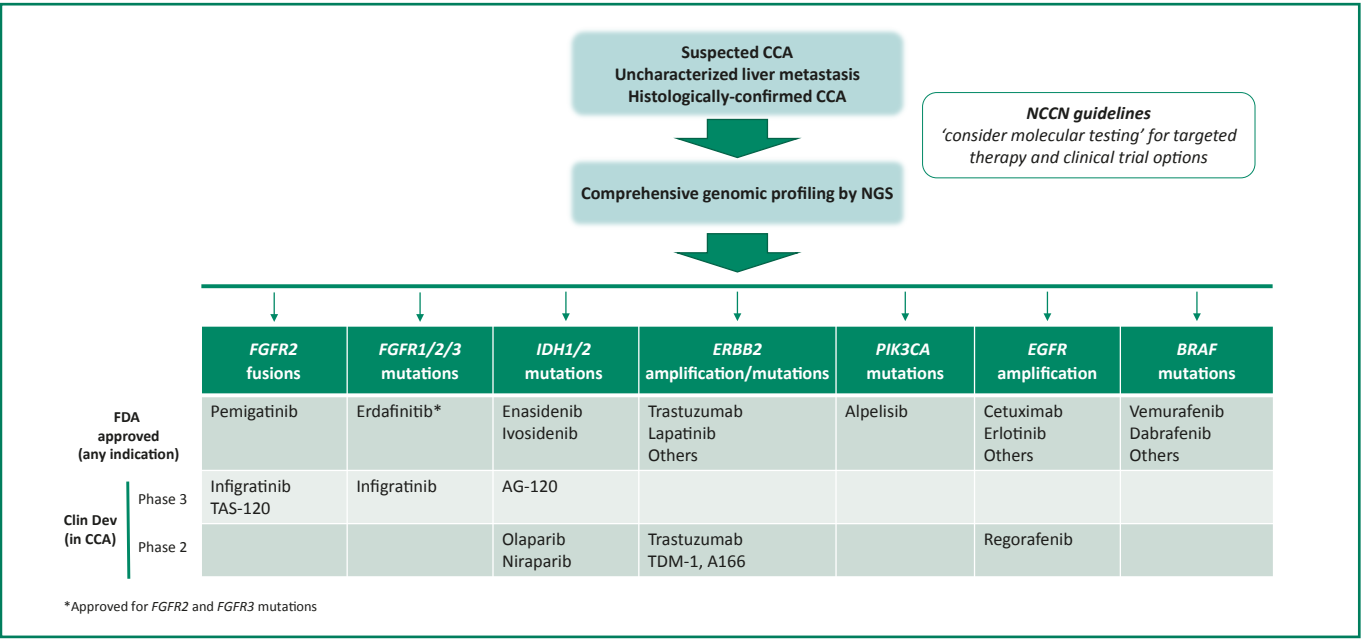 Suspected CCA
Uncharacterized liver metastasis
Histologically-confirmed CCA
NCCN guidelines
‘consider molecular testing’ for targeted
therapy and clinical trial options
Comprehensive genomic profiling by NGS
FGFR2
fusions
FGFR1/2/3
mutations
IDH1/2
mutations
ERBB2
amplification/mutations
PIK3CA
mutations
EGFR
amplification
BRAF
mutations
FDA
approved
(any indication)
Pemigatinib
Erdafinitib*
Enasidenib
Ivosidenib
Trastuzumab
Lapatinib
Others
Alpelisib
Cetuximab
Erlotinib
Others
Vemurafenib
Dabrafenib
Others
Clin Dev
(in CCA)
Phase 3
Infigratinib
TAS-120
Infigratinib
AG-120
Phase 2
Olaparib
Niraparib
Trastuzumab
TDM-1, A166
Regorafenib
*Approved for FGFR2 and FGFR3 mutations